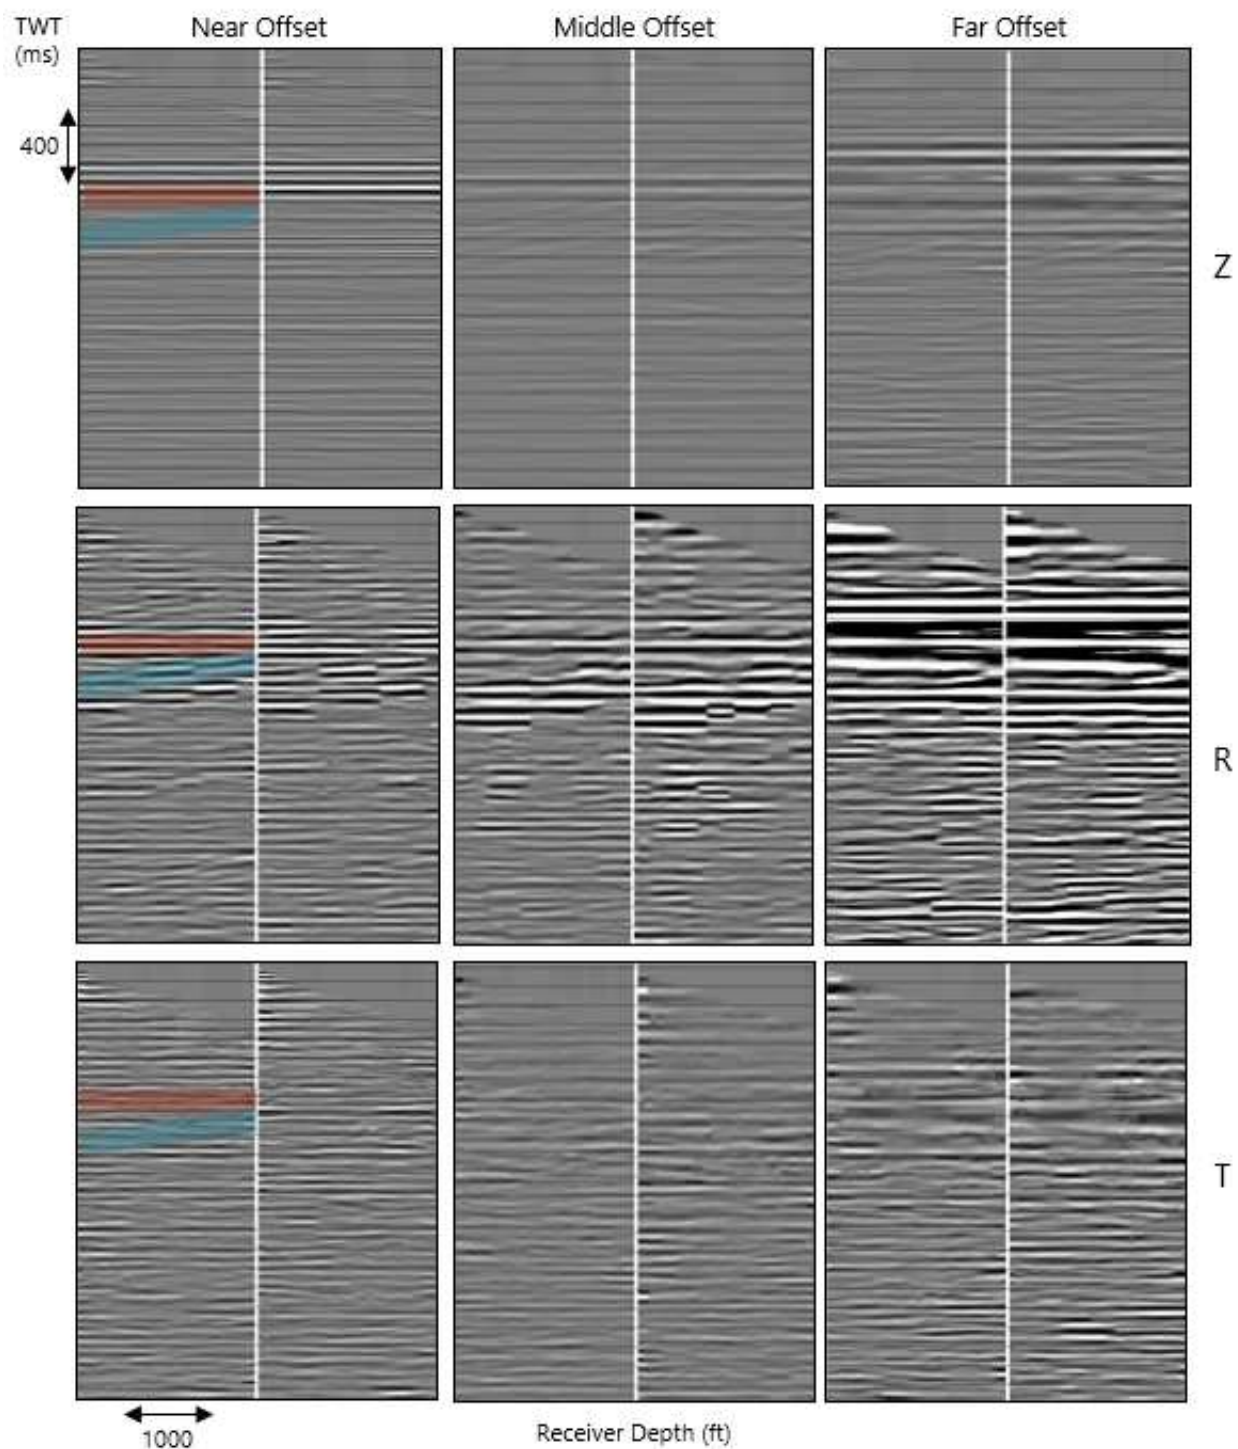 TWT
(ms)
Near Offset
Middle Offset
Far Offset
400
Z
R
T
1000
Receiver Depth (ft)